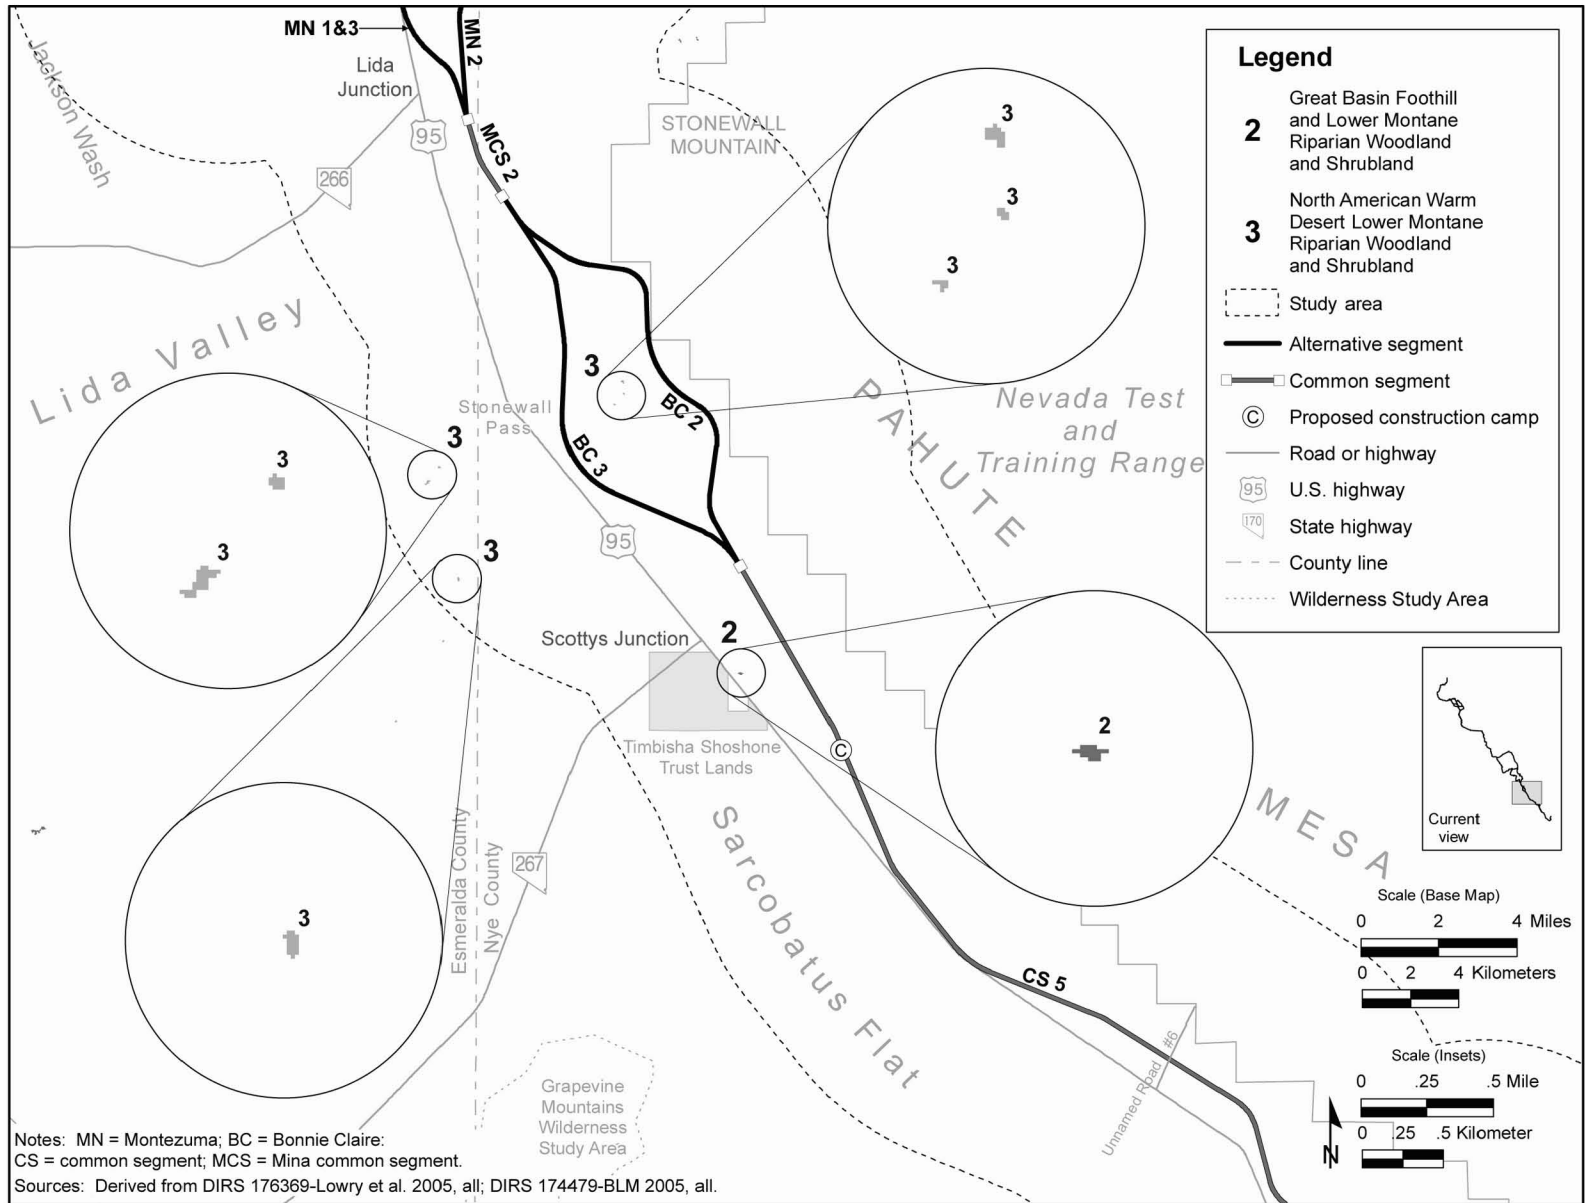 MN 1&3
MN 2
Lida
Junction
Jackson Wash
95
266
MCS 2
STONEWALL
MOUNTAIN
3
3
3
Lida Valley
3
Stonewall
Pass
BC 2
BC 3
PAHUTE
Nevada Test
and
Training Range
3
3
3
3
95
Scottys Junction
2
2
Timbisha Shoshone
Trust Lands
C
MESA
Sarcobatus Flat
Esmeralda County
Nye County
267
3
CS 5
Unnamed Road #6
Grapevine
Mountains
Wilderness
Study Area
Legend
2
Great Basin Foothill
and Lower Montane
Riparian Woodland
and Shrubland
3
North American Warm
Desert Lower Montane
Riparian Woodland
and Shrubland
Study area
Alternative segment
Common segment
C Proposed construction camp
Road or highway
95 U.S. highway
170 State highway
County line
Wilderness Study Area
Current
view
Scale (Base Map)
0 2 4 Miles
0 2 4 Kilometers
Scale (Insets)
0 .25 .5 Mile
0 .25 .5 Kilometer
N
Notes: MN = Montezuma; BC = Bonnie Claire:
CS = common segment; MCS = Mina common segment.
Sources: Derived from DIRS 176369-Lowry et al. 2005, all; DIRS 174479-BLM 2005, all.